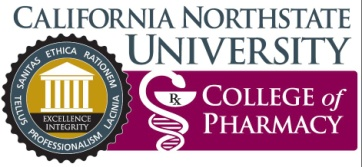 CALIFORNIA NORTHSTATE
UNIVERSITY
SANITAS ETHICA RATIONEM
EXCELLENCE
INTEGRITY
TELLUS PROFESSIONALISM LACINIA
Rx
COLLEGE of
PHARMACY